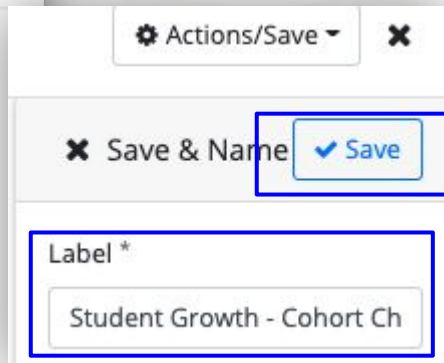 Actions/Save
Save & Name Save
Label *
Student Growth - Cohort Ch